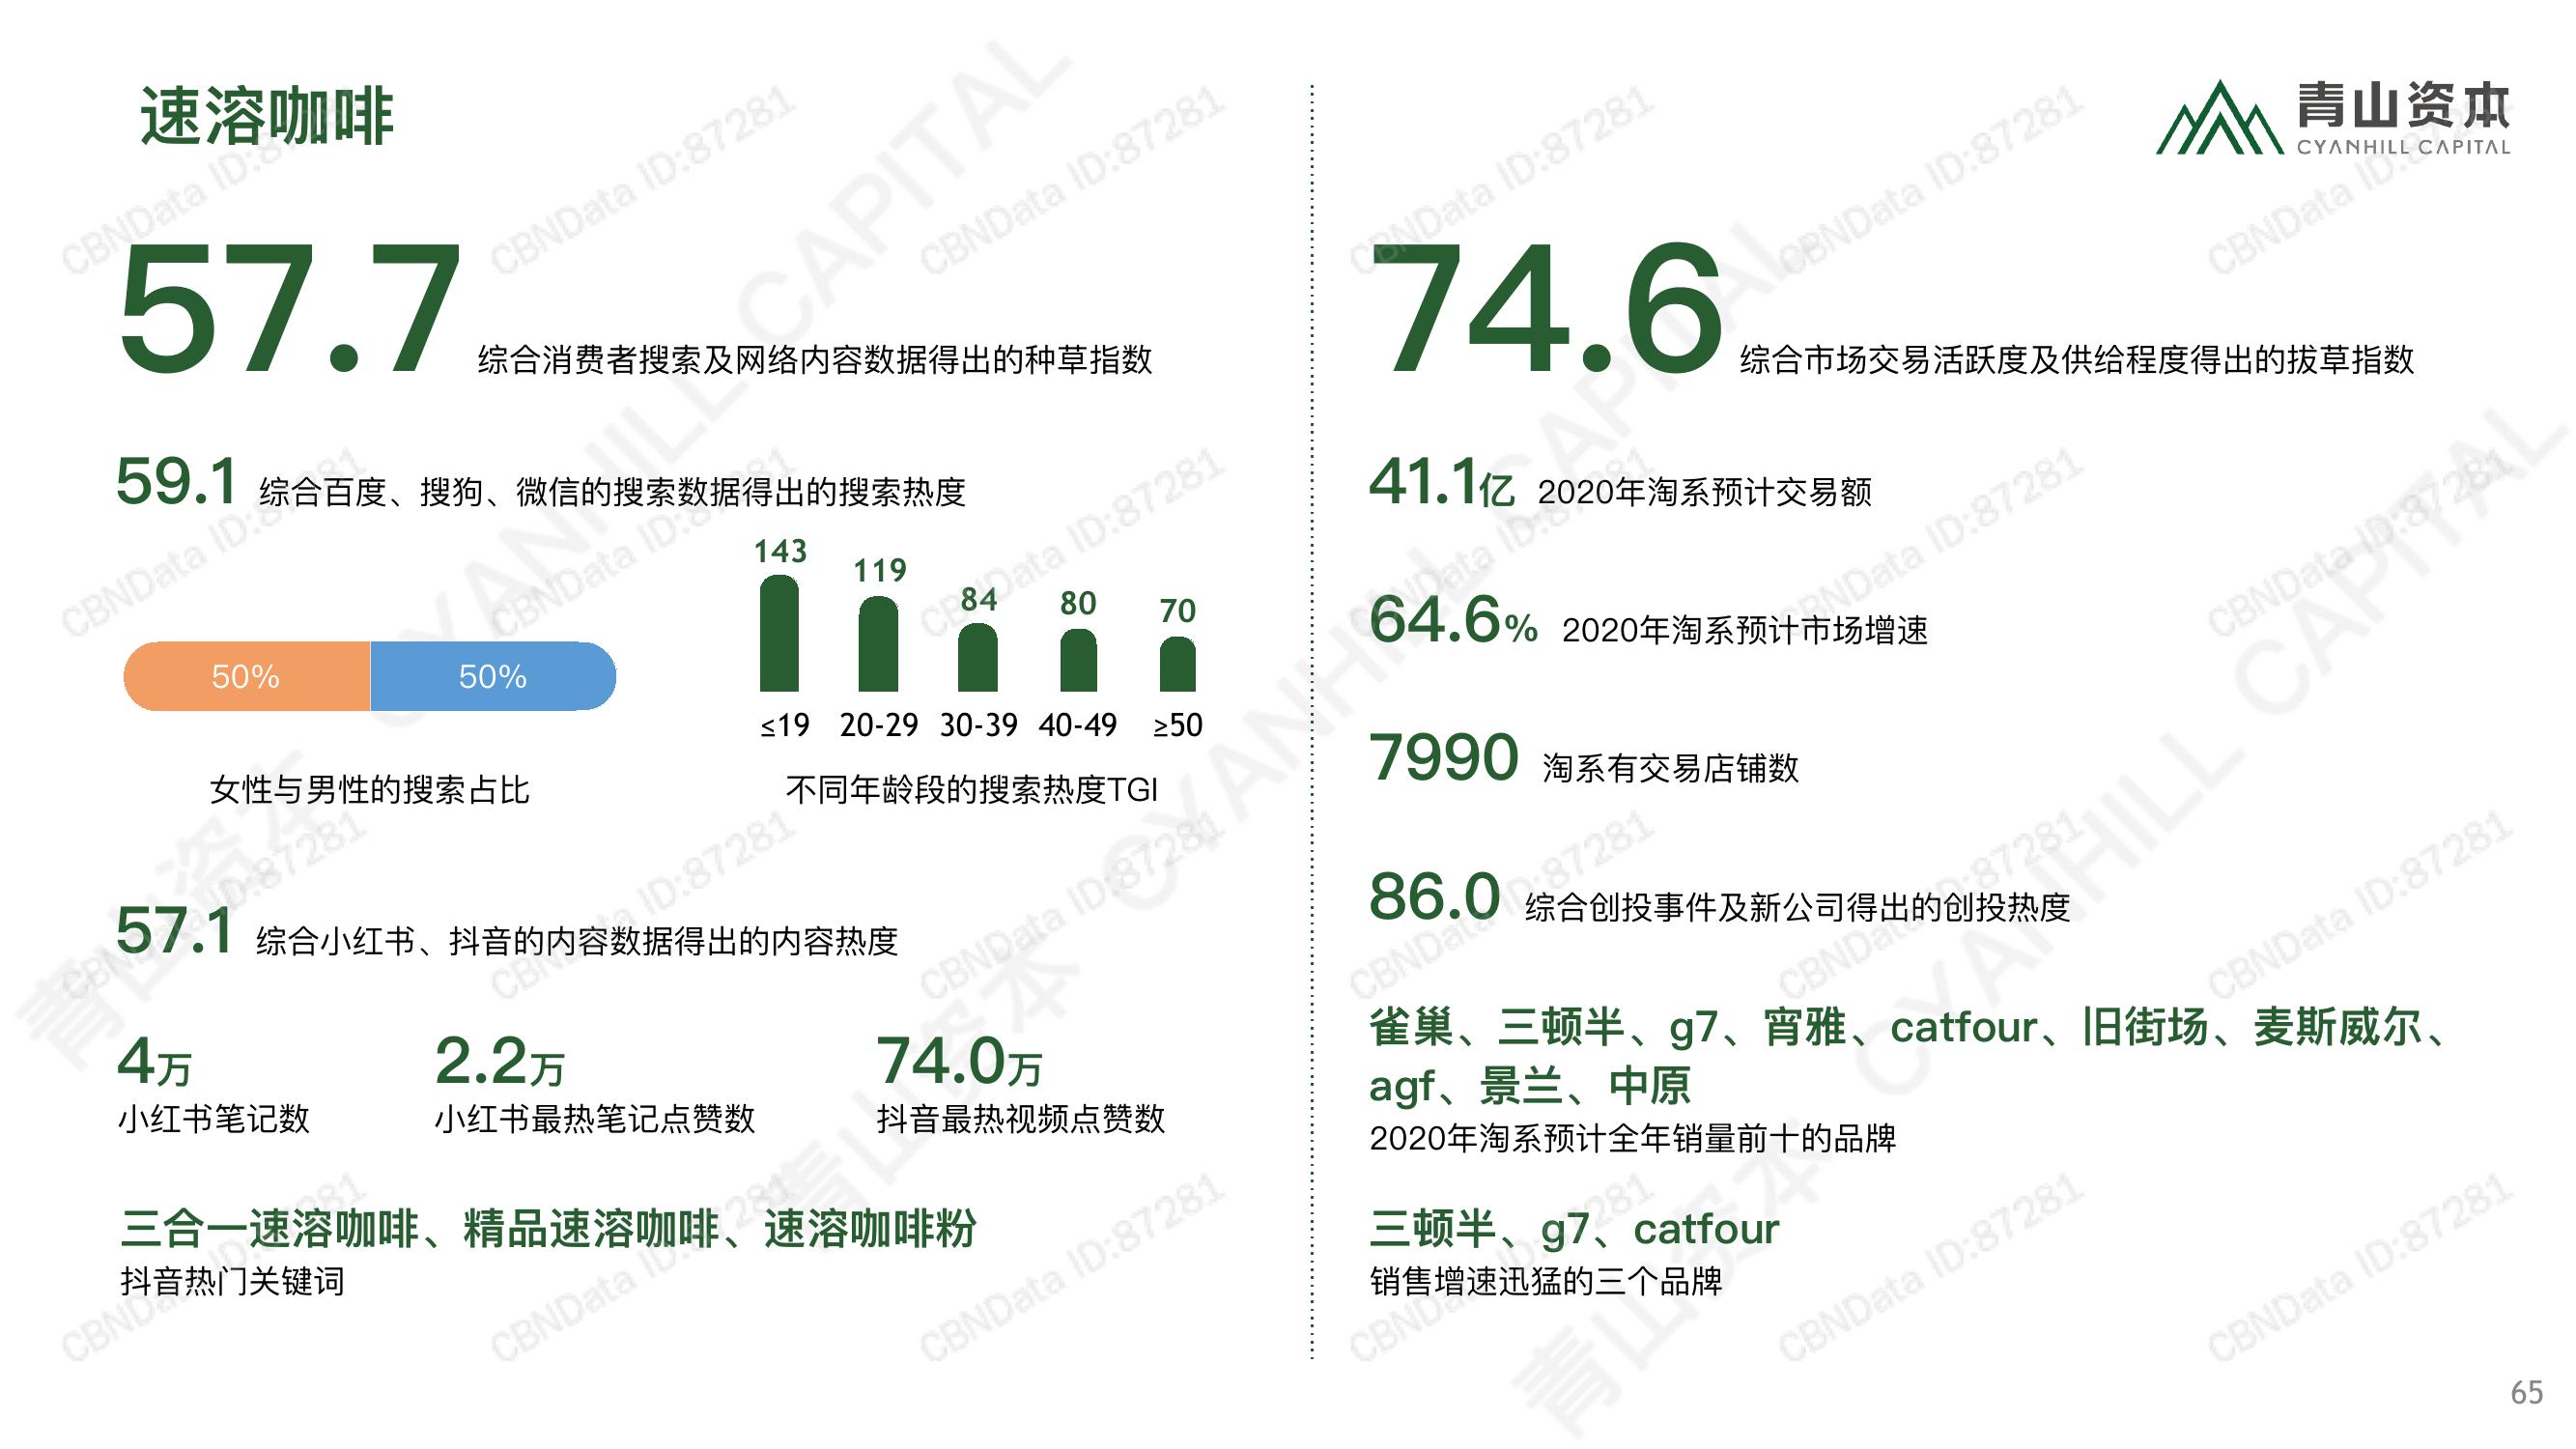 速溶咖啡
青山资本
CYANHILL CAPITAL
57.7 综合消费者搜索及网络内容数据得出的种草指数
59.1 综合百度、搜狗、微信的搜索数据得出的搜索热度
50% 50%
女性与男性的搜索占比
143 119 84 80 70
≤19 20-29 30-39 40-49 ≥50
不同年龄段的搜索热度TGI
57.1 综合小红书、抖音的内容数据得出的内容热度
4万
小红书笔记数
2.2万
小红书最热笔记点赞数
74.0万
抖音最热视频点赞数
三合一速溶咖啡、精品速溶咖啡、速溶咖啡粉
抖音热门关键词
74.6 综合市场交易活跃度及供给程度得出的拔草指数
41.1亿 2020年淘系预计交易额
64.6% 2020年淘系预计市场增速
7990 淘系有交易店铺数
86.0 综合创投事件及新公司得出的创投热度
雀巢、三顿半、g7、宵雅、catfour、旧街场、麦斯威尔、
agf、景兰、中原
2020年淘系预计全年销量前十的品牌
三顿半、g7、catfour
销售增速迅猛的三个品牌
65
CBNData ID:87281
青山资本 CYANHILL CAPITAL